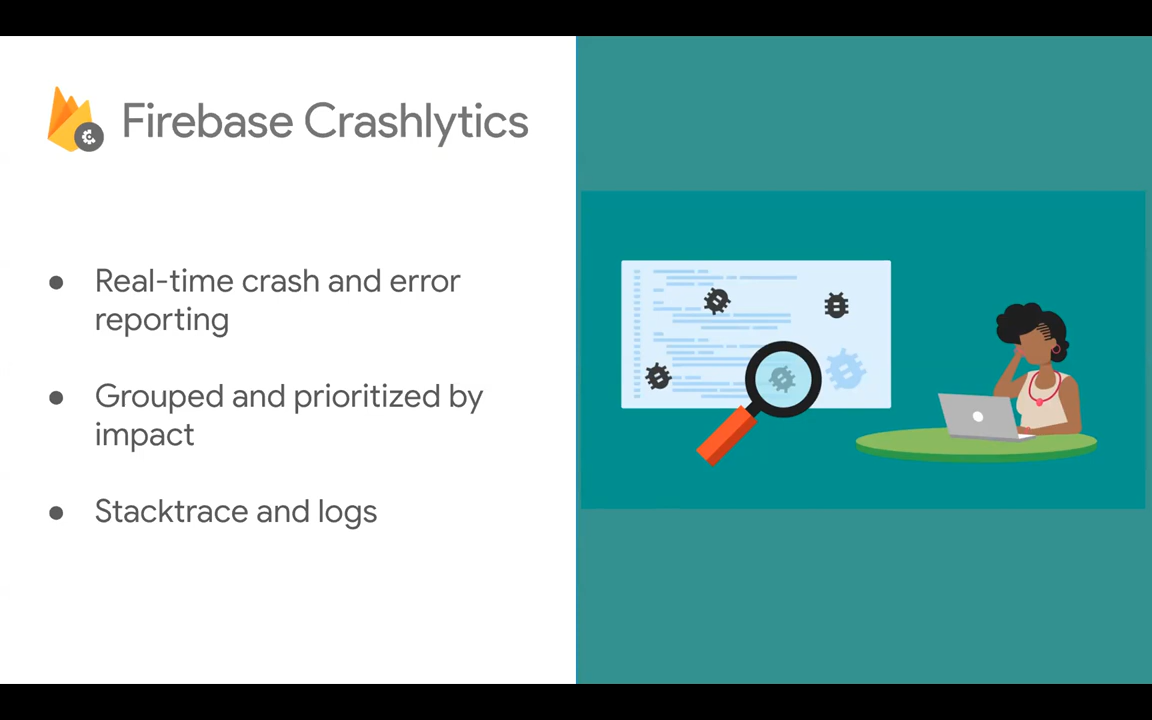 Firebase Crashlytics
● Real-time crash and error
reporting
● Grouped and prioritized by
impact
● Stacktrace and logs